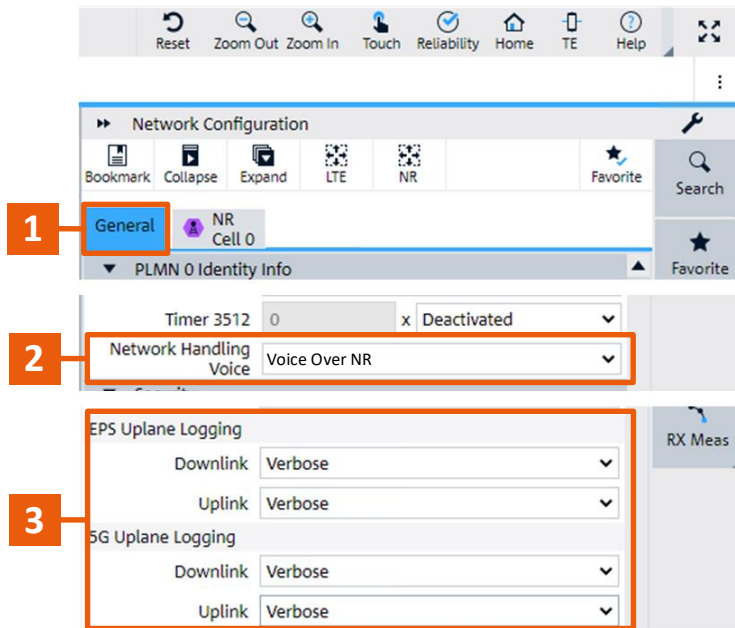 Reset Zoom Out Zoom In Touch Reliability Home TE Help
Network Configuration
Bookmark Collapse Expand LTE NR Favorite
Search
1
General
NR
Cell 0
Favorite
PLMN 0 Identity Info
Timer 3512 0 x Deactivated
2
Network Handling
Voice
Voice Over NR
3
EPS Uplane Logging
RX Meas
Downlink Verbose
Uplink Verbose
5G Uplane Logging
Downlink Verbose
Uplink Verbose